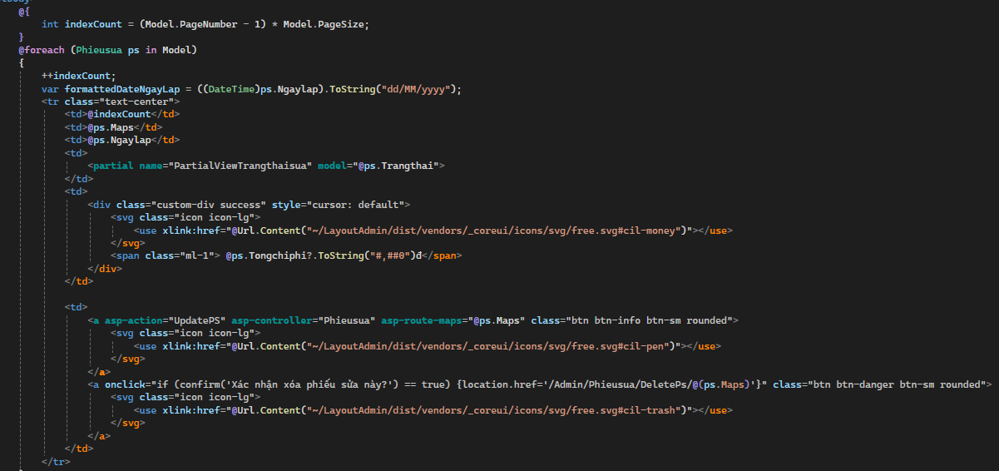 @{
int indexCount = (Model.PageNumber - 1) * Model.PageSize;
}
@foreach (Phieusua ps in Model)
{
++indexCount;
var formattedDateNgayLap = ((DateTime)ps.Ngaylap).ToString("dd/MM/yyyy");
<tr class="text-center">
<td>@indexCount</td>
<td>@ps.Maps</td>
<td>@ps.Ngaylap</td>
<td>
<partial name="PartialViewTrangthaisua" model="@ps.Trangthai">
</td>
<td>
<div class="custom-div success" style="cursor: default">
<svg class="icon icon-lg">
<use xlink:href="@Url.Content("~/LayoutAdmin/dist/vendors/_coreui/icons/svg/free.svg#cil-money")"></use>
</svg>
<span class="ml-1"> @ps.Tongchiphi?.ToString("#,##0")đ</span>
</div>
</td>
<td>
<a asp-action="UpdatePS" asp-controller="Phieusua" asp-route-maps="@ps.Maps" class="btn btn-info btn-sm rounded">
<svg class="icon icon-lg">
<use xlink:href="@Url.Content("~/LayoutAdmin/dist/vendors/_coreui/icons/svg/free.svg#cil-pen")"></use>
</svg>
</a>
<a onclick="if (confirm('Xác nhận xóa phiếu sửa này?') == true) {location.href='/Admin/Phieusua/DeletePs/@(ps.Maps)'}" class="btn btn-danger btn-sm rounded">
<svg class="icon icon-lg">
<use xlink:href="@Url.Content("~/LayoutAdmin/dist/vendors/_coreui/icons/svg/free.svg#cil-trash")"></use>
</svg>
</a>
</td>
</tr>